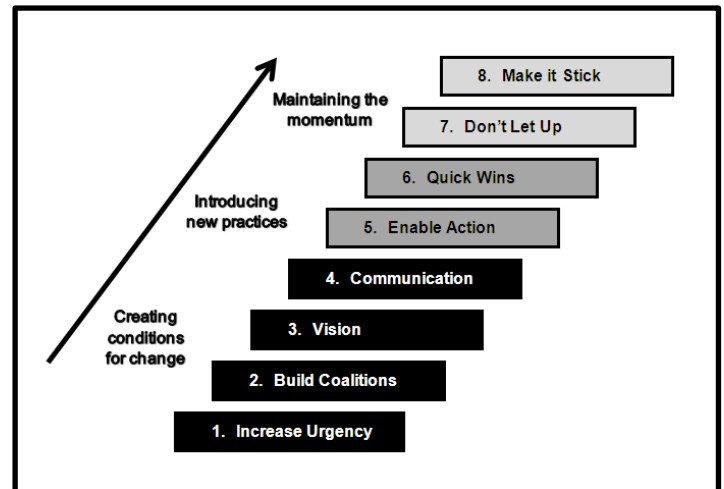 8. Make it Stick
Maintaining the
momentum
7. Don't Let Up
6. Quick Wins
Introducing
new practices
5. Enable Action
4. Communication
Creating
conditions
for change
3. Vision
2. Build Coalitions
1. Increase Urgency